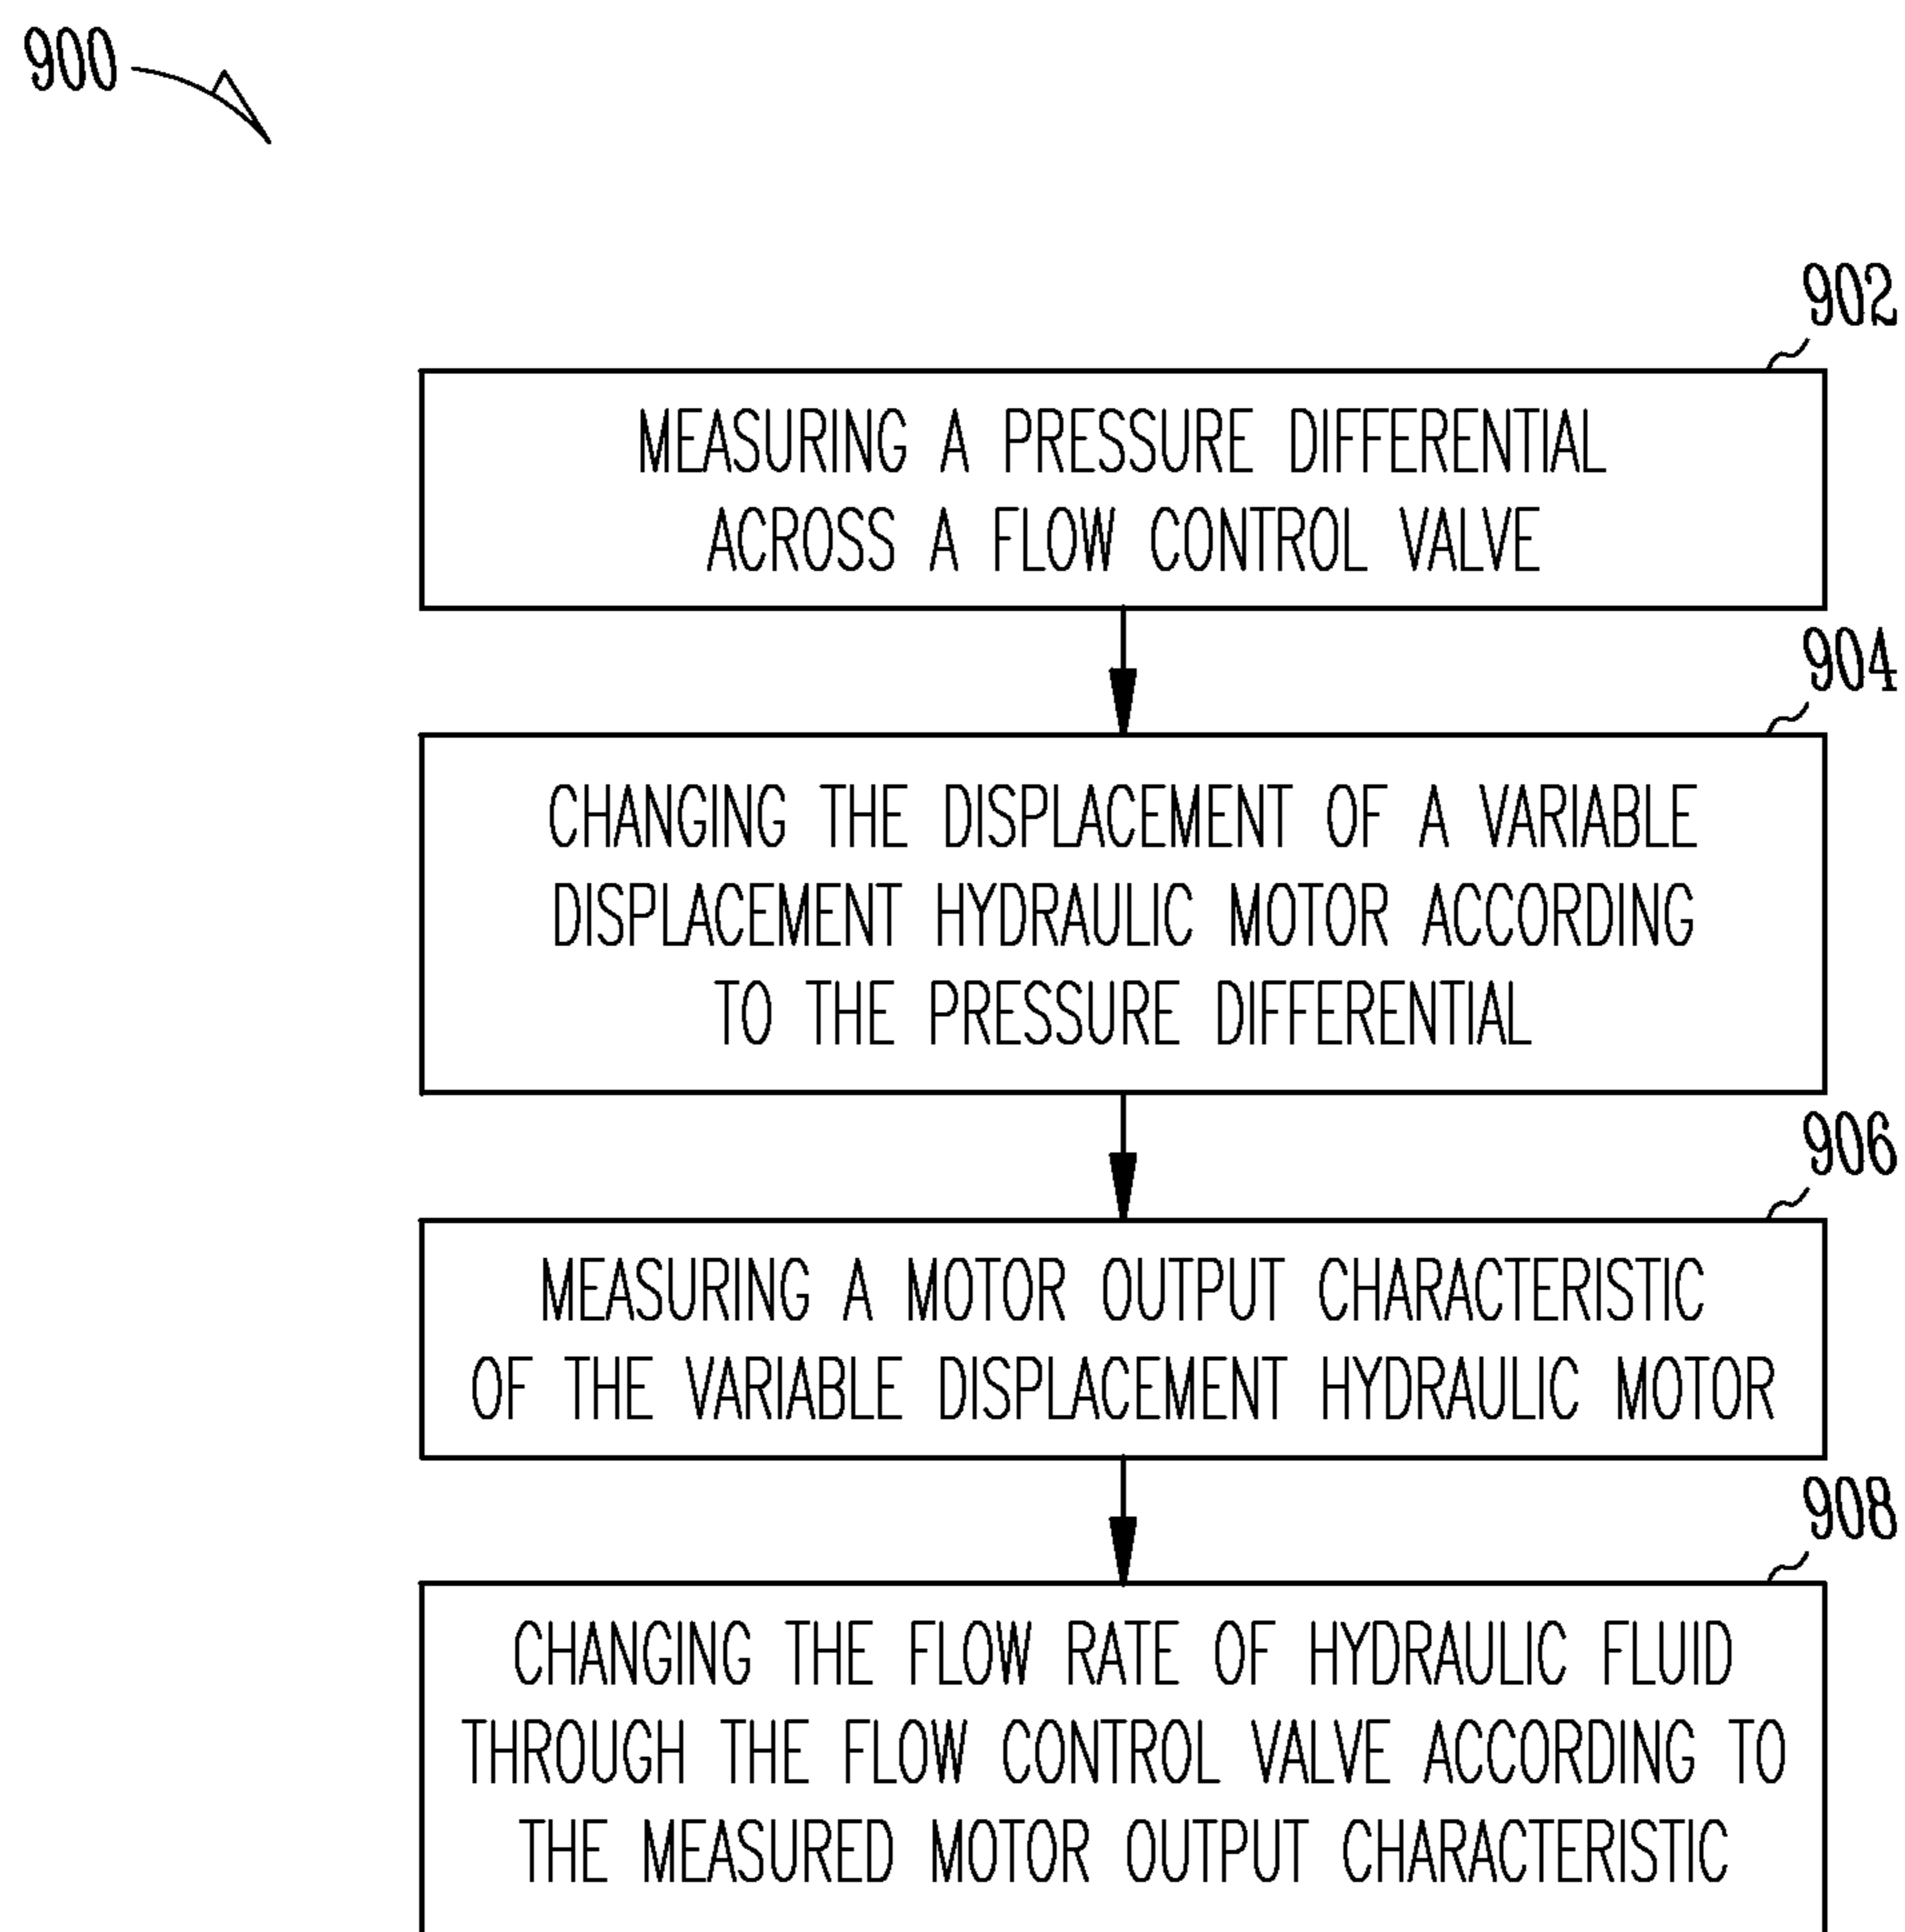 900
902
MEASURING A PRESSURE DIFFERENTIAL
ACROSS A FLOW CONTROL VALVE
904
CHANGING THE DISPLACEMENT OF A VARIABLE
DISPLACEMENT HYDRAULIC MOTOR ACCORDING
TO THE PRESSURE DIFFERENTIAL
906
MEASURING A MOTOR OUTPUT CHARACTERISTIC
OF THE VARIABLE DISPLACEMENT HYDRAULIC MOTOR
908
CHANGING THE FLOW RATE OF HYDRAULIC FLUID
THROUGH THE FLOW CONTROL VALVE ACCORDING TO
THE MEASURED MOTOR OUTPUT CHARACTERISTIC